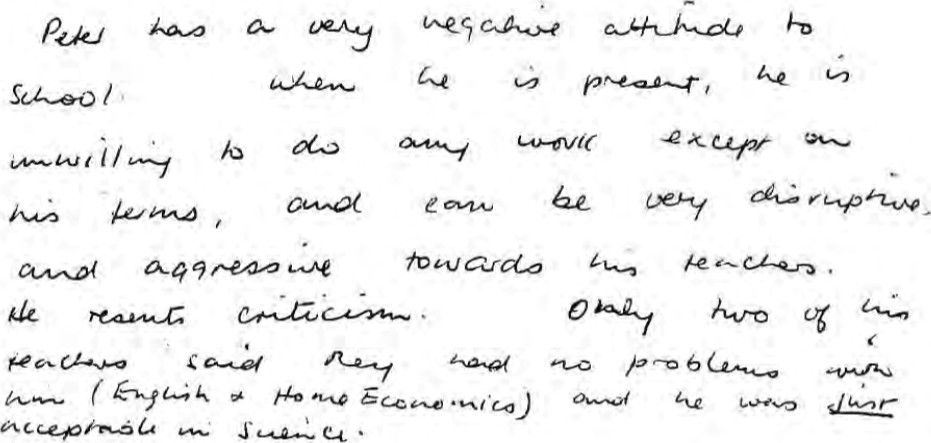 Peter has a very negative attitude to
School. when he is present, he is
unwilling to do any work except on
his terms, and can be very disruptive,
and aggressive towards his teachers.
He resents criticism. Only two of his
teachers said they had no problems with
him (English & Home Economics) and he was just
acceptable in Science.